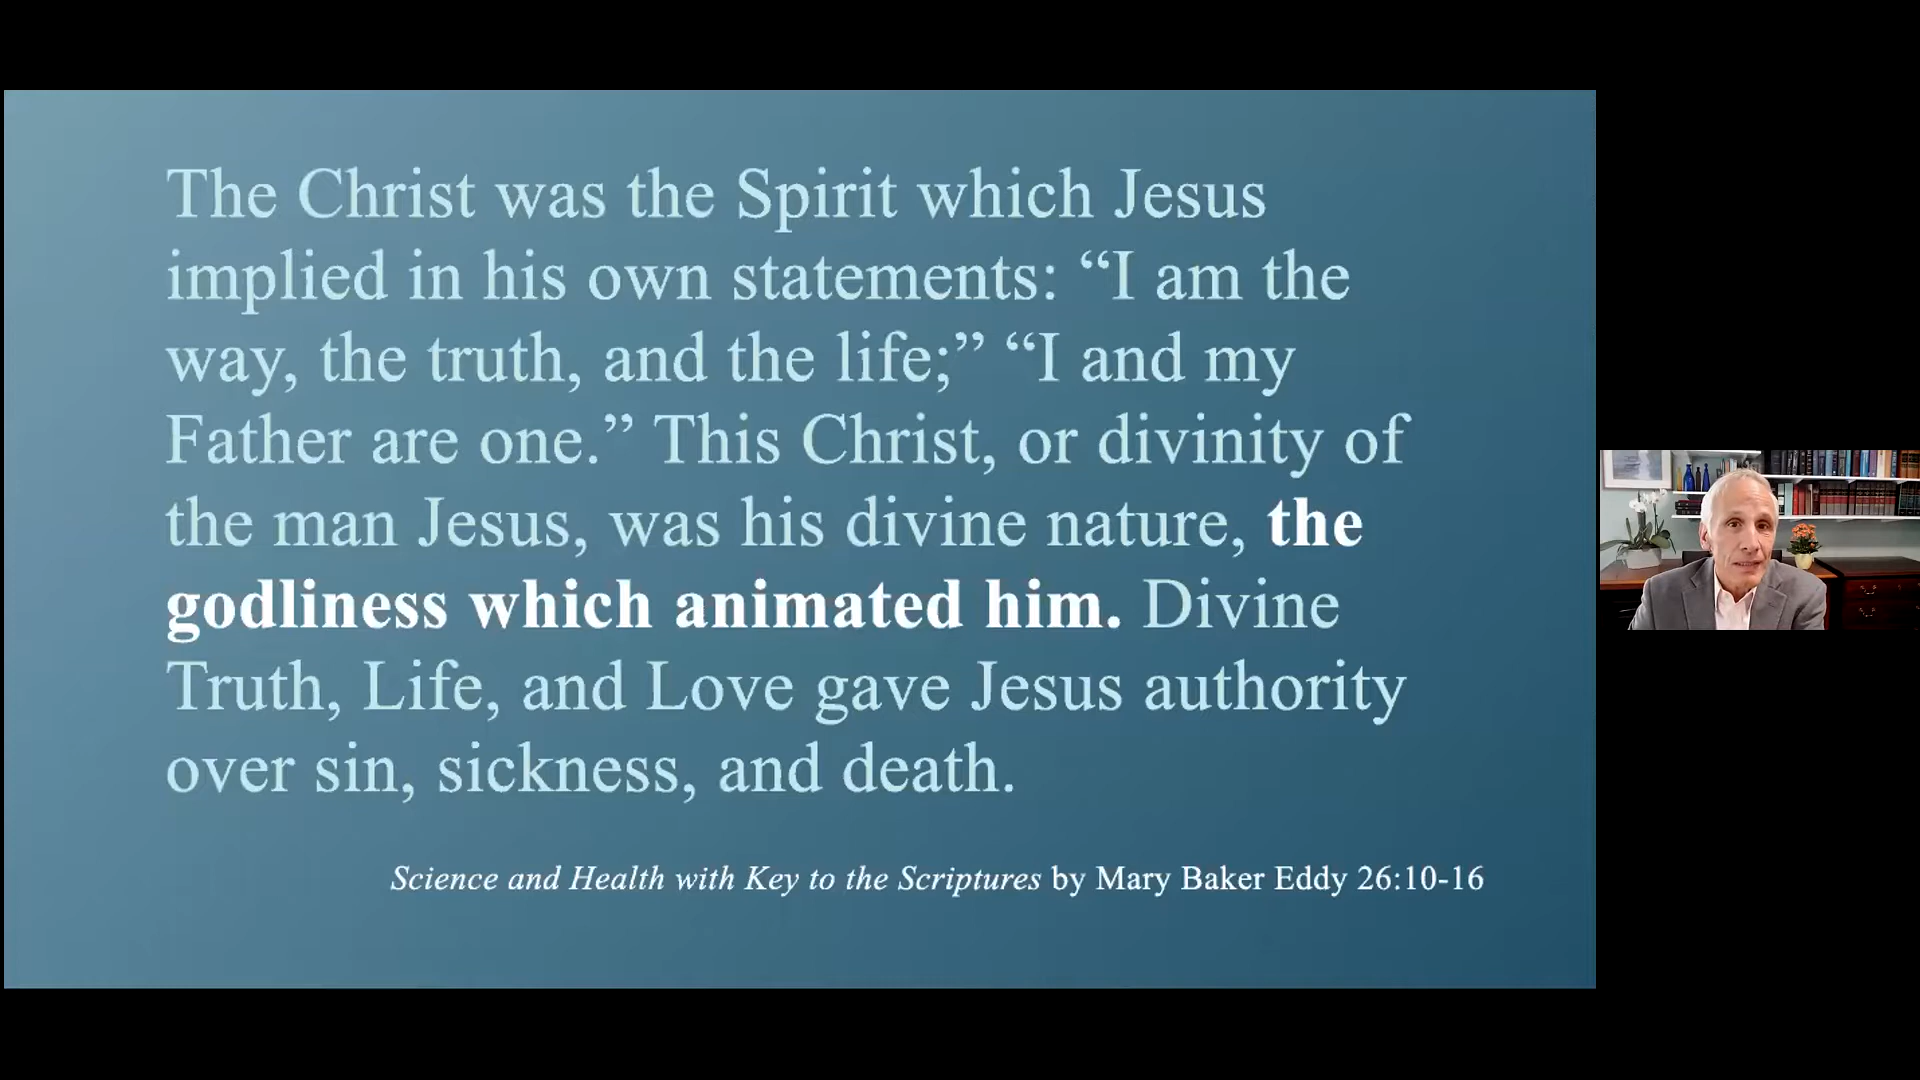 The Christ was the Spirit which Jesus
implied in his own statements: “I am the
way, the truth, and the life;” “I and my
Father are one.” This Christ, or divinity of
the man Jesus, was his divine nature, the
godliness which animated him. Divine
Truth, Life, and Love gave Jesus authority
over sin, sickness, and death.
Science and Health with Key to the Scriptures by Mary Baker Eddy 26:10-16